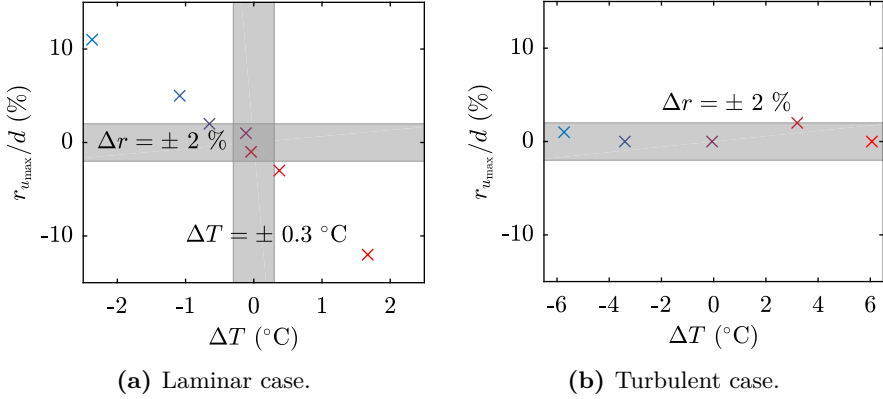 10
0
-10
r_{u_max}/d (%)
Δr = ± 2 %
ΔT = ± 0.3 °C
-2 -1 0 1 2
ΔT (°C)
(a) Laminar case.
10
0
-10
r_{u_max}/d (%)
Δr = ± 2 %
-6 -4 -2 0 2 4 6
ΔT (°C)
(b) Turbulent case.